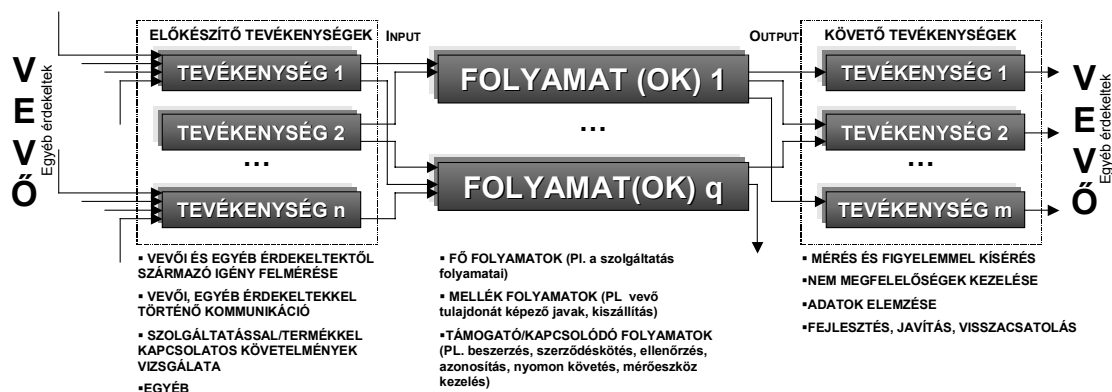 ELŐKÉSZÍTŐ TEVÉKENYSÉGEK
INPUT
OUTPUT
KÖVETŐ TEVÉKENYSÉGEK
VEVŐ
Egyéb érdekeltek
TEVÉKENYSÉG 1
TEVÉKENYSÉG 2
...
TEVÉKENYSÉG n
FOLYAMAT (OK) 1
...
FOLYAMAT(OK) q
TEVÉKENYSÉG 1
TEVÉKENYSÉG 2
...
TEVÉKENYSÉG m
VEVŐ
Egyéb érdekeltek
▪ VEVŐI ÉS EGYÉB ÉRDEKELTEKTŐL
SZÁRMAZÓ IGÉNY FELMÉRÉSE
▪ VEVŐI, EGYÉB ÉRDEKELTEKKEL
TÖRTÉNŐ KOMMUNIKÁCIÓ
▪ SZOLGÁLTATÁSSAL/TERMÉKKEL
KAPCSOLATOS KÖVETELMÉNYEK
VIZSGÁLATA
▪EGYÉB
▪ FŐ FOLYAMATOK (Pl. a szolgáltatás
folyamatai)
▪ MELLÉK FOLYAMATOK (PL vevő
tulajdonát képező javak, kiszállítás)
▪ TÁMOGATÓ/KAPCSOLÓDÓ FOLYAMATOK
(PL. beszerzés, szerződéskötés, ellenőrzés,
azonosítás, nyomon követés, mérőeszköz
kezelés)
▪ MÉRÉS ÉS FIGYELEMMEL KÍSÉRÉS
▪ NEM MEGFELELŐSÉGEK KEZELÉSE
▪ ADATOK ELEMZÉSE
▪ FEJLESZTÉS, JAVÍTÁS, VISSZACSATOLÁS